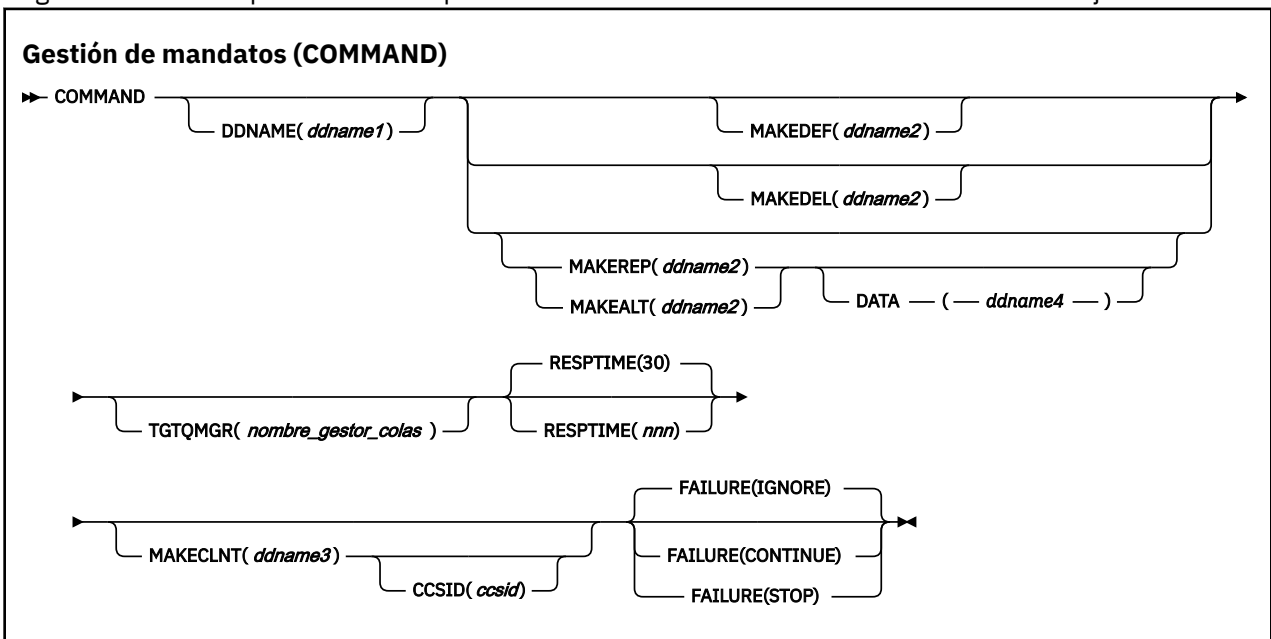 Gestión de mandatos (COMMAND)
COMMAND
DDNAME( ddname1 )
MAKEDEF( ddname2 )
MAKEDEL( ddname2 )
MAKEREP( ddname2 )
MAKEALT( ddname2 )
DATA ( ddname4 )
RESPTIME(30)
TGTQMGR( nombre_gestor_colas )
RESPTIME( nnn)
FAILURE(IGNORE)
MAKECLNT( ddname3 )
FAILURE(CONTINUE)
CCSID( ccsid)
FAILURE(STOP)